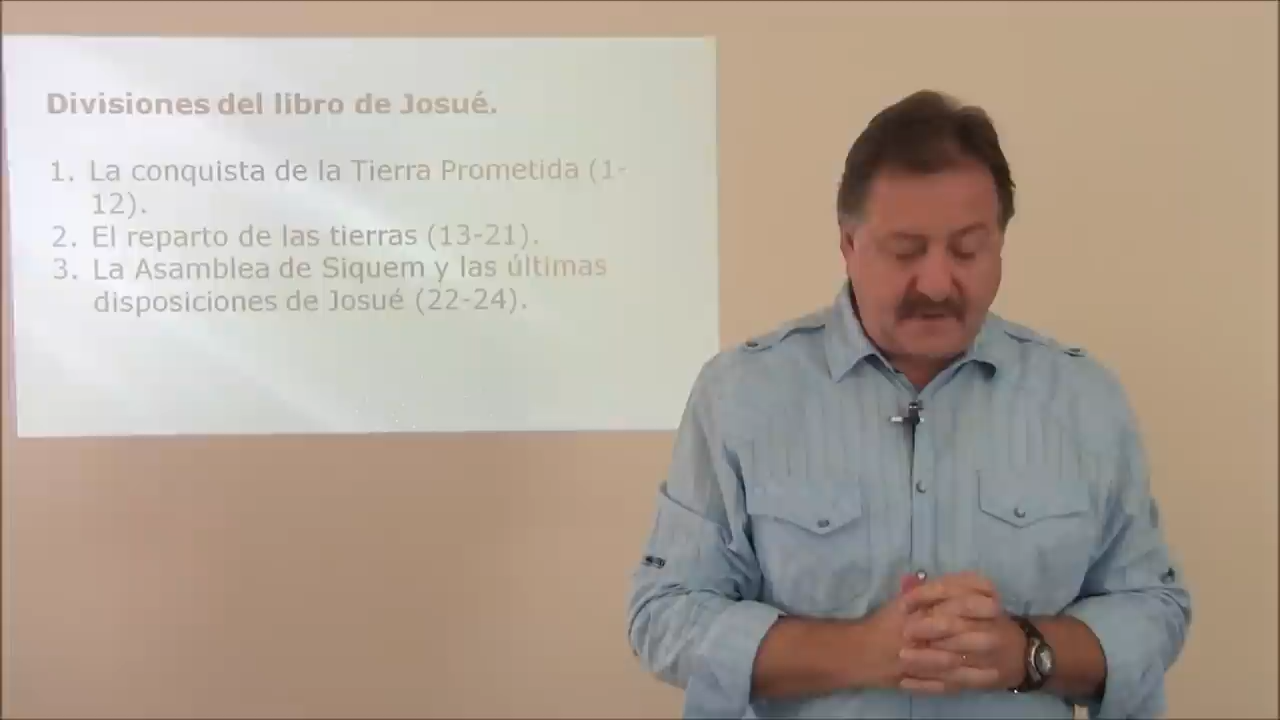 Divisiones del libro de Josué.
1. La conquista de la Tierra Prometida (1-
12).
2. El reparto de las tierras (13-21).
3. La Asamblea de Siquem y las últimas
disposiciones de Josué (22-24).